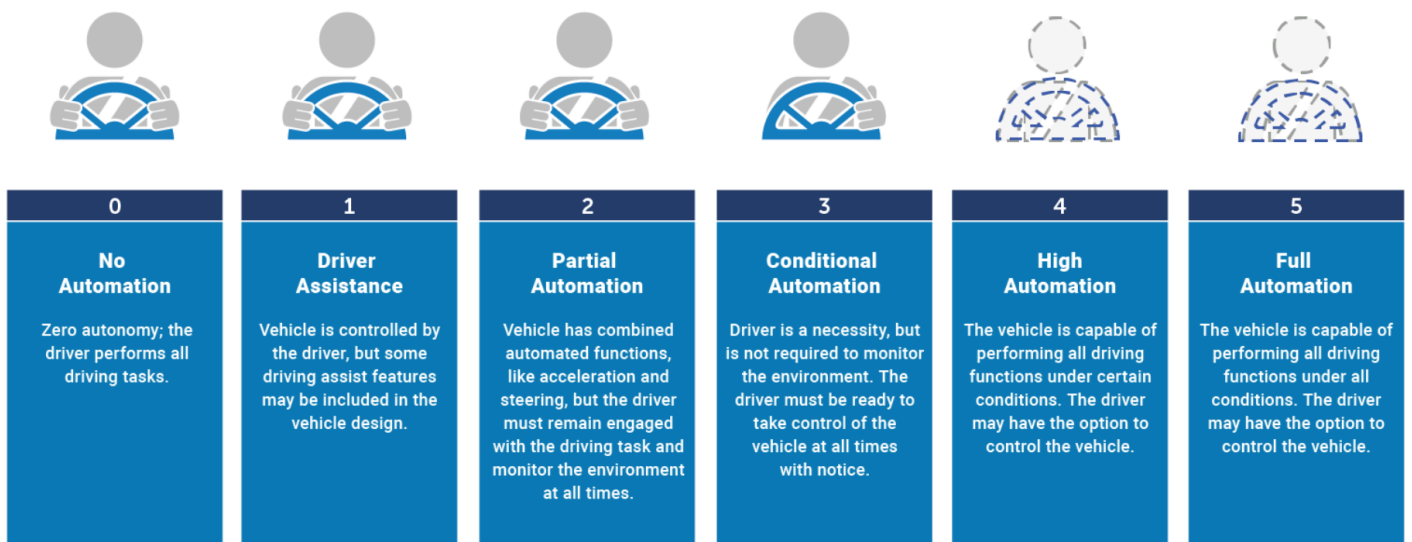 0
No
Automation
Zero autonomy; the
driver performs all
driving tasks.
1
Driver
Assistance
Vehicle is controlled by
the driver, but some
driving assist features
may be included in the
vehicle design.
2
Partial
Automation
Vehicle has combined
automated functions,
like acceleration and
steering, but the driver
must remain engaged
with the driving task and
monitor the environment
at all times.
3
Conditional
Automation
Driver is a necessity, but
is not required to monitor
the environment. The
driver must be ready to
take control of the
vehicle at all times
with notice.
4
High
Automation
The vehicle is capable of
performing all driving
functions under certain
conditions. The driver
may have the option to
control the vehicle.
5
Full
Automation
The vehicle is capable of
performing all driving
functions under all
conditions. The driver
may have the option to
control the vehicle.